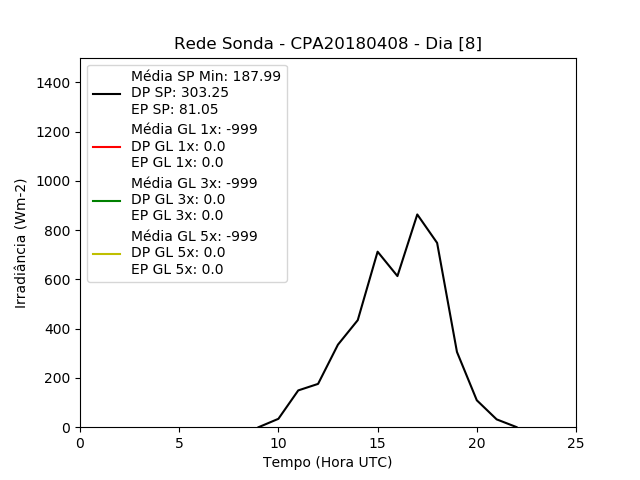 Rede Sonda - CPA20180408 - Dia [8]
Média SP Min: 187.99
DP SP: 303.25
EP SP: 81.05
Média GL 1x: -999
DP GL 1x: 0.0
EP GL 1x: 0.0
Média GL 3x: -999
DP GL 3x: 0.0
EP GL 3x: 0.0
Média GL 5x: -999
DP GL 5x: 0.0
EP GL 5x: 0.0
Irradiância (Wm-2)
1400
1200
1000
800
600
400
200
0
0 5 10 15 20 25
Tempo (Hora UTC)